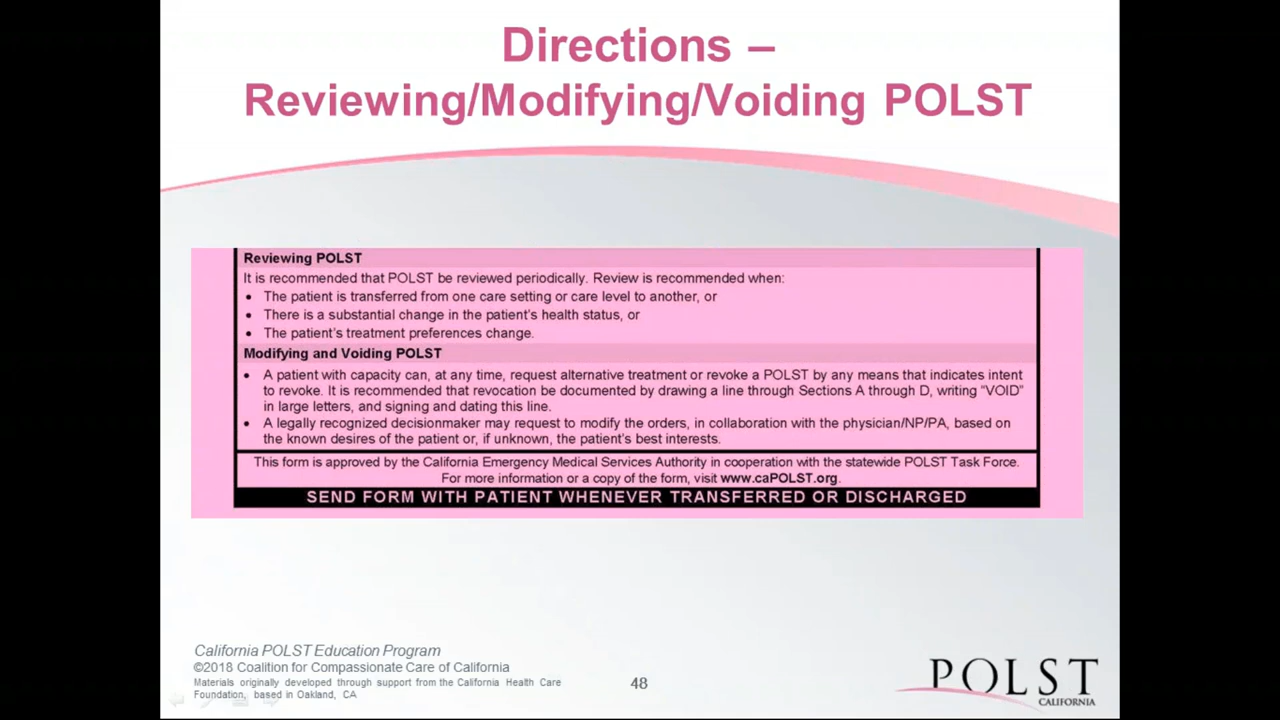 Directions –
Reviewing/Modifying/Voiding POLST
Reviewing POLST
It is recommended that POLST be reviewed periodically. Review is recommended when:
• The patient is transferred from one care setting or care level to another, or
• There is a substantial change in the patient's health status, or
• The patient's treatment preferences change.
Modifying and Voiding POLST
• A patient with capacity can, at any time, request alternative treatment or revoke a POLST by any means that indicates intent
to revoke. It is recommended that revocation be documented by drawing a line through Sections A through D, writing “VOID”
in large letters, and signing and dating this line.
• A legally recognized decisionmaker may request to modify the orders, in collaboration with the physician/NP/PA, based on
the known desires of the patient or, if unknown, the patient's best interests.
This form is approved by the California Emergency Medical Services Authority in cooperation with the statewide POLST Task Force.
For more information or a copy of the form, visit www.caPOLST.org.
SEND FORM WITH PATIENT WHENEVER TRANSFERRED OR DISCHARGED
California POLST Education Program
©2018 Coalition for Compassionate Care of California
Materials originally developed through support from the California Health Care
Foundation, based in Oakland, CA
48
POLST
CALIFORNIA